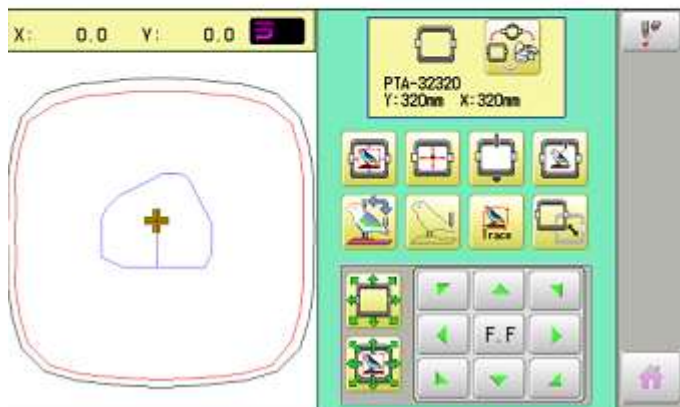 X: 0.0 Y: 0.0
PTA-32320
Y:320mm X:320mm
Trace
F.F